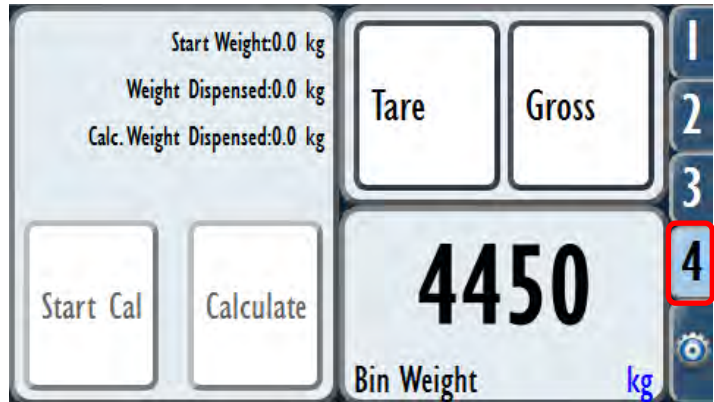 Start Weight:0.0 kg
Weight Dispensed:0.0 kg
Calc. Weight Dispensed:0.0 kg
Start Cal
Calculate
Tare
Gross
4450
Bin Weight
kg
1
2
3
4